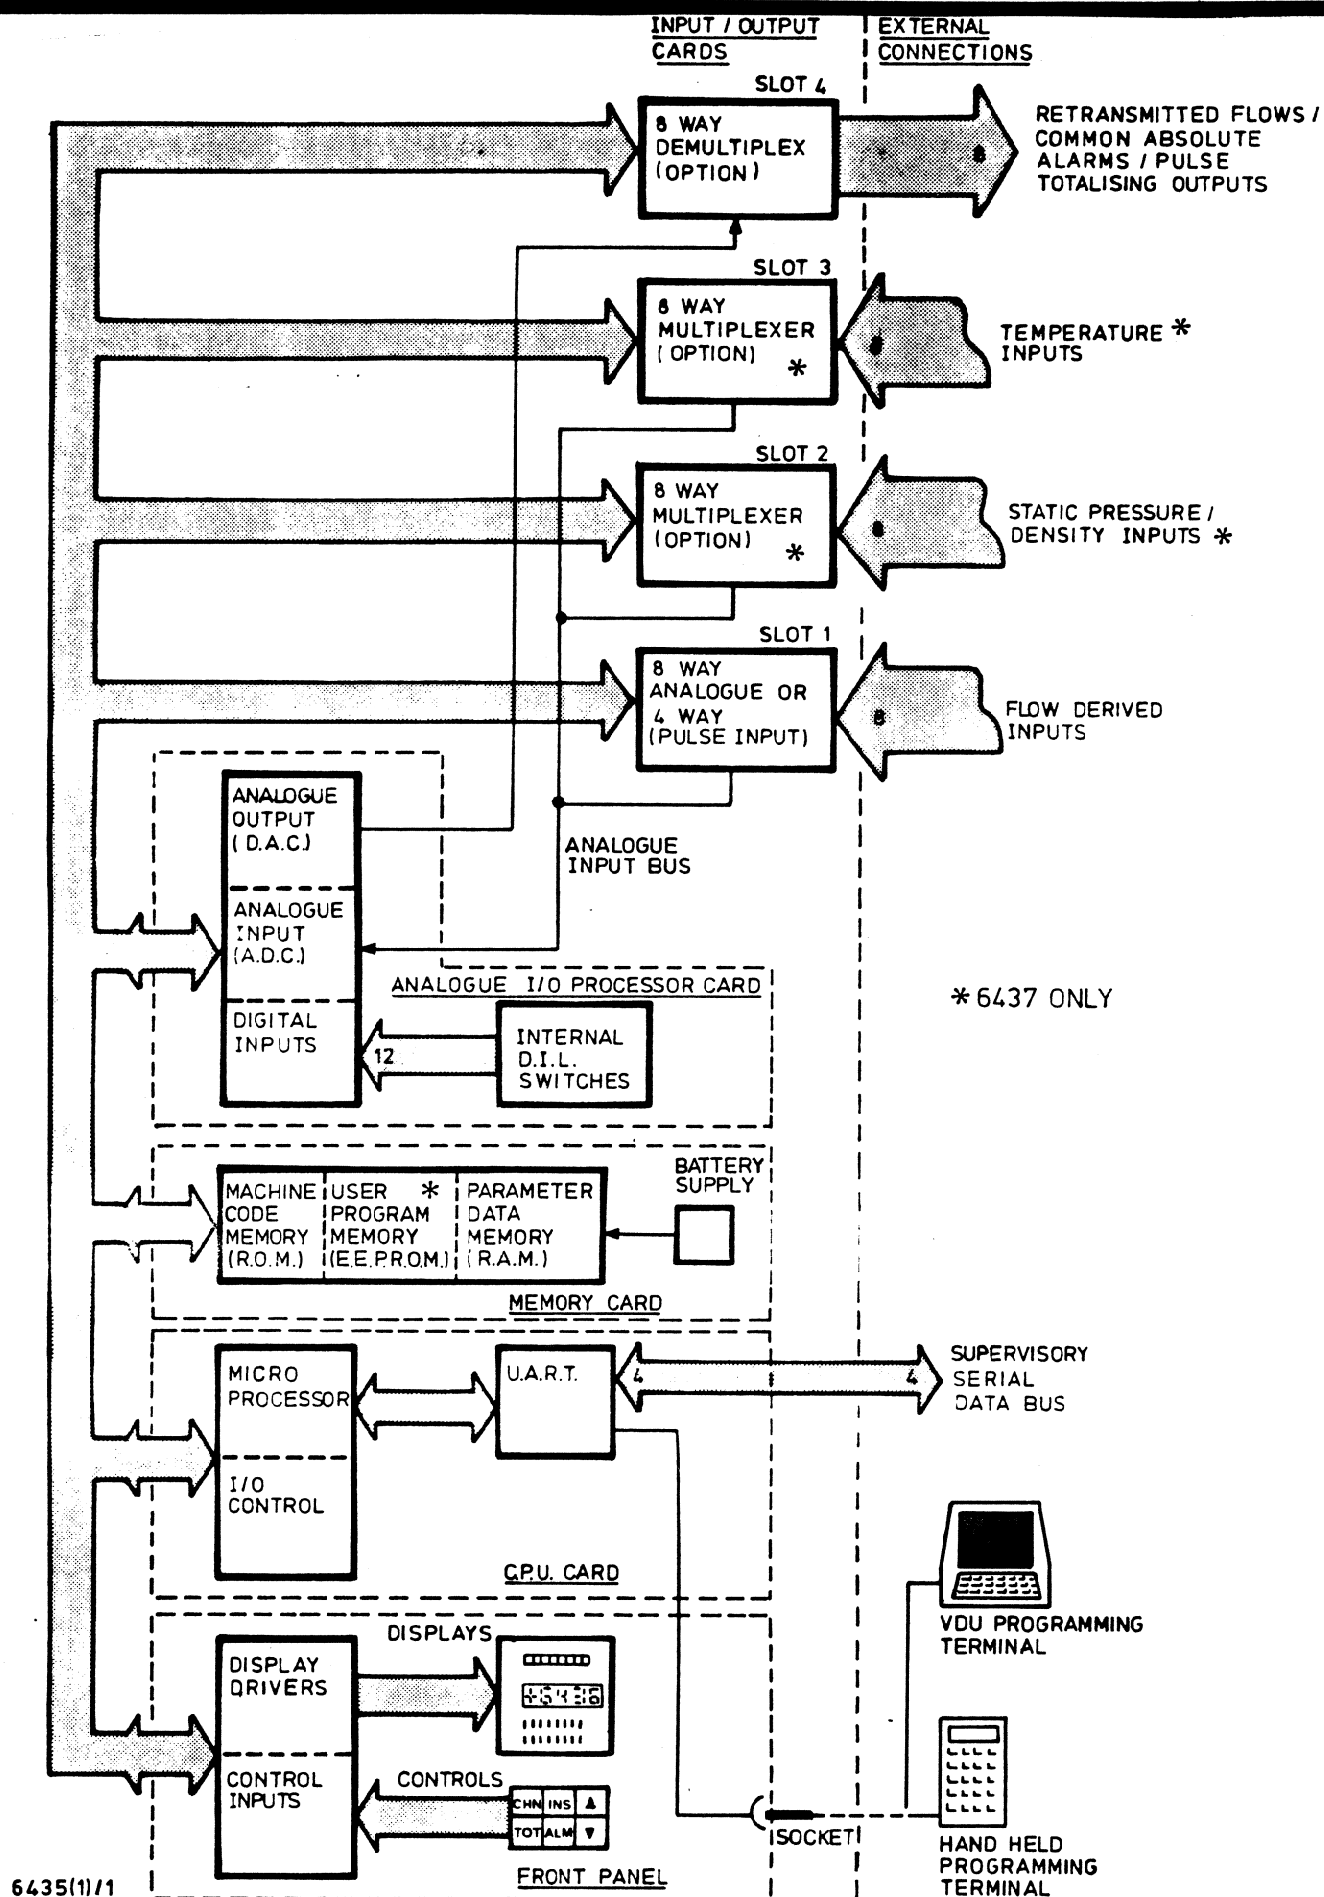 INPUT / OUTPUT
CARDS
EXTERNAL
CONNECTIONS
SLOT 4
8 WAY
DEMULTIPLEX
(OPTION)
8
RETRANSMITTED FLOWS /
COMMON ABSOLUTE
ALARMS / PULSE
TOTALISING OUTPUTS
SLOT 3
8 WAY
MULTIPLEXER
(OPTION)
*
8
TEMPERATURE *
INPUTS
SLOT 2
8 WAY
MULTIPLEXER
(OPTION)
*
8
STATIC PRESSURE /
DENSITY INPUTS *
SLOT 1
8 WAY
ANALOGUE OR
4 WAY
(PULSE INPUT)
8
FLOW DERIVED
INPUTS
ANALOGUE
OUTPUT
(D.A.C.)
ANALOGUE
INPUT BUS
ANALOGUE
INPUT
(A.D.C.)
ANALOGUE I/O PROCESSOR CARD
DIGITAL
INPUTS
12
INTERNAL
D.I.L.
SWITCHES
* 6437 ONLY
MACHINE
CODE
MEMORY
(R.O.M.)
USER *
PROGRAM
MEMORY
(E.E.P.R.O.M.)
PARAMETER
DATA
MEMORY
(R.A.M.)
BATTERY
SUPPLY
MEMORY CARD
MICRO
PROCESSOR
I/O
CONTROL
U.A.R.T.
4
4
SUPERVISORY
SERIAL
DATA BUS
C.P.U. CARD
DISPLAY
DRIVERS
DISPLAYS
CONTROL
INPUTS
CONTROLS
CHN INS ▲
TOT ALM ▼
FRONT PANEL
SOCKET
VDU PROGRAMMING
TERMINAL
HAND HELD
PROGRAMMING
TERMINAL
6435(1)/1